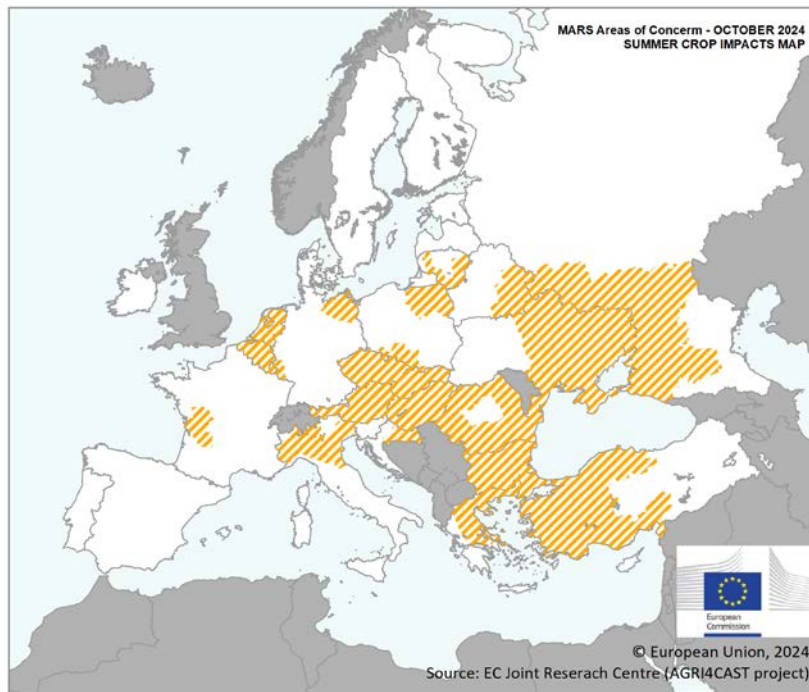 MARS Areas of Concerm - OCTOBER 2024
SUMMER CROP IMPACTS MAP
European
Commission
© European Union, 2024
Source: EC Joint Reserach Centre (AGRI4CAST project)